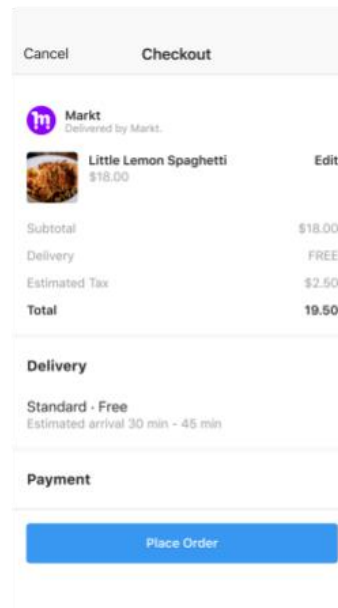 Cancel Checkout
m
Markt
Delivered by Markt.
Little Lemon Spaghetti Edit
$18.00
Subtotal $18.00
Delivery FREE
Estimated Tax $2.50
Total 19.50
Delivery
Standard · Free
Estimated arrival 30 min - 45 min
Payment
Place Order